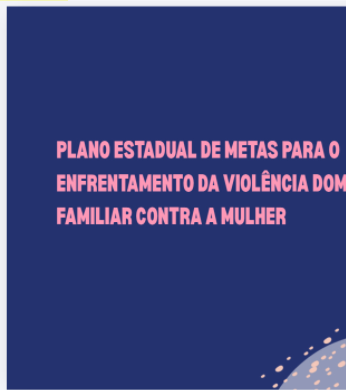 PLANO ESTADUAL DE METAS PARA O
ENFRENTAMENTO DA VIOLÊNCIA DOM
FAMILIAR CONTRA A MULHER